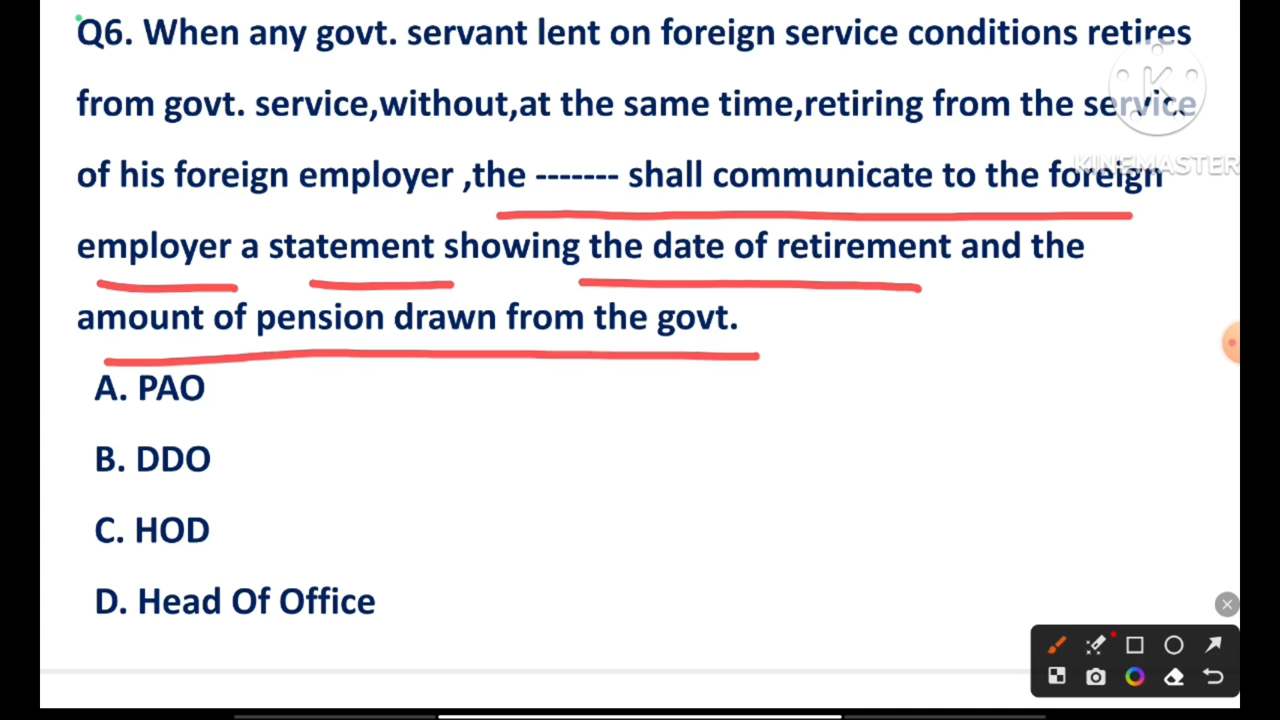 Q6. When any govt. servant lent on foreign service conditions retires
from govt. service,without,at the same time,retiring from the service
of his foreign employer ,the ------- shall communicate to the foreign
employer a statement showing the date of retirement and the
amount of pension drawn from the govt.
A. PAO
B. DDO
C. HOD
D. Head Of Office
K
KINEMASTER